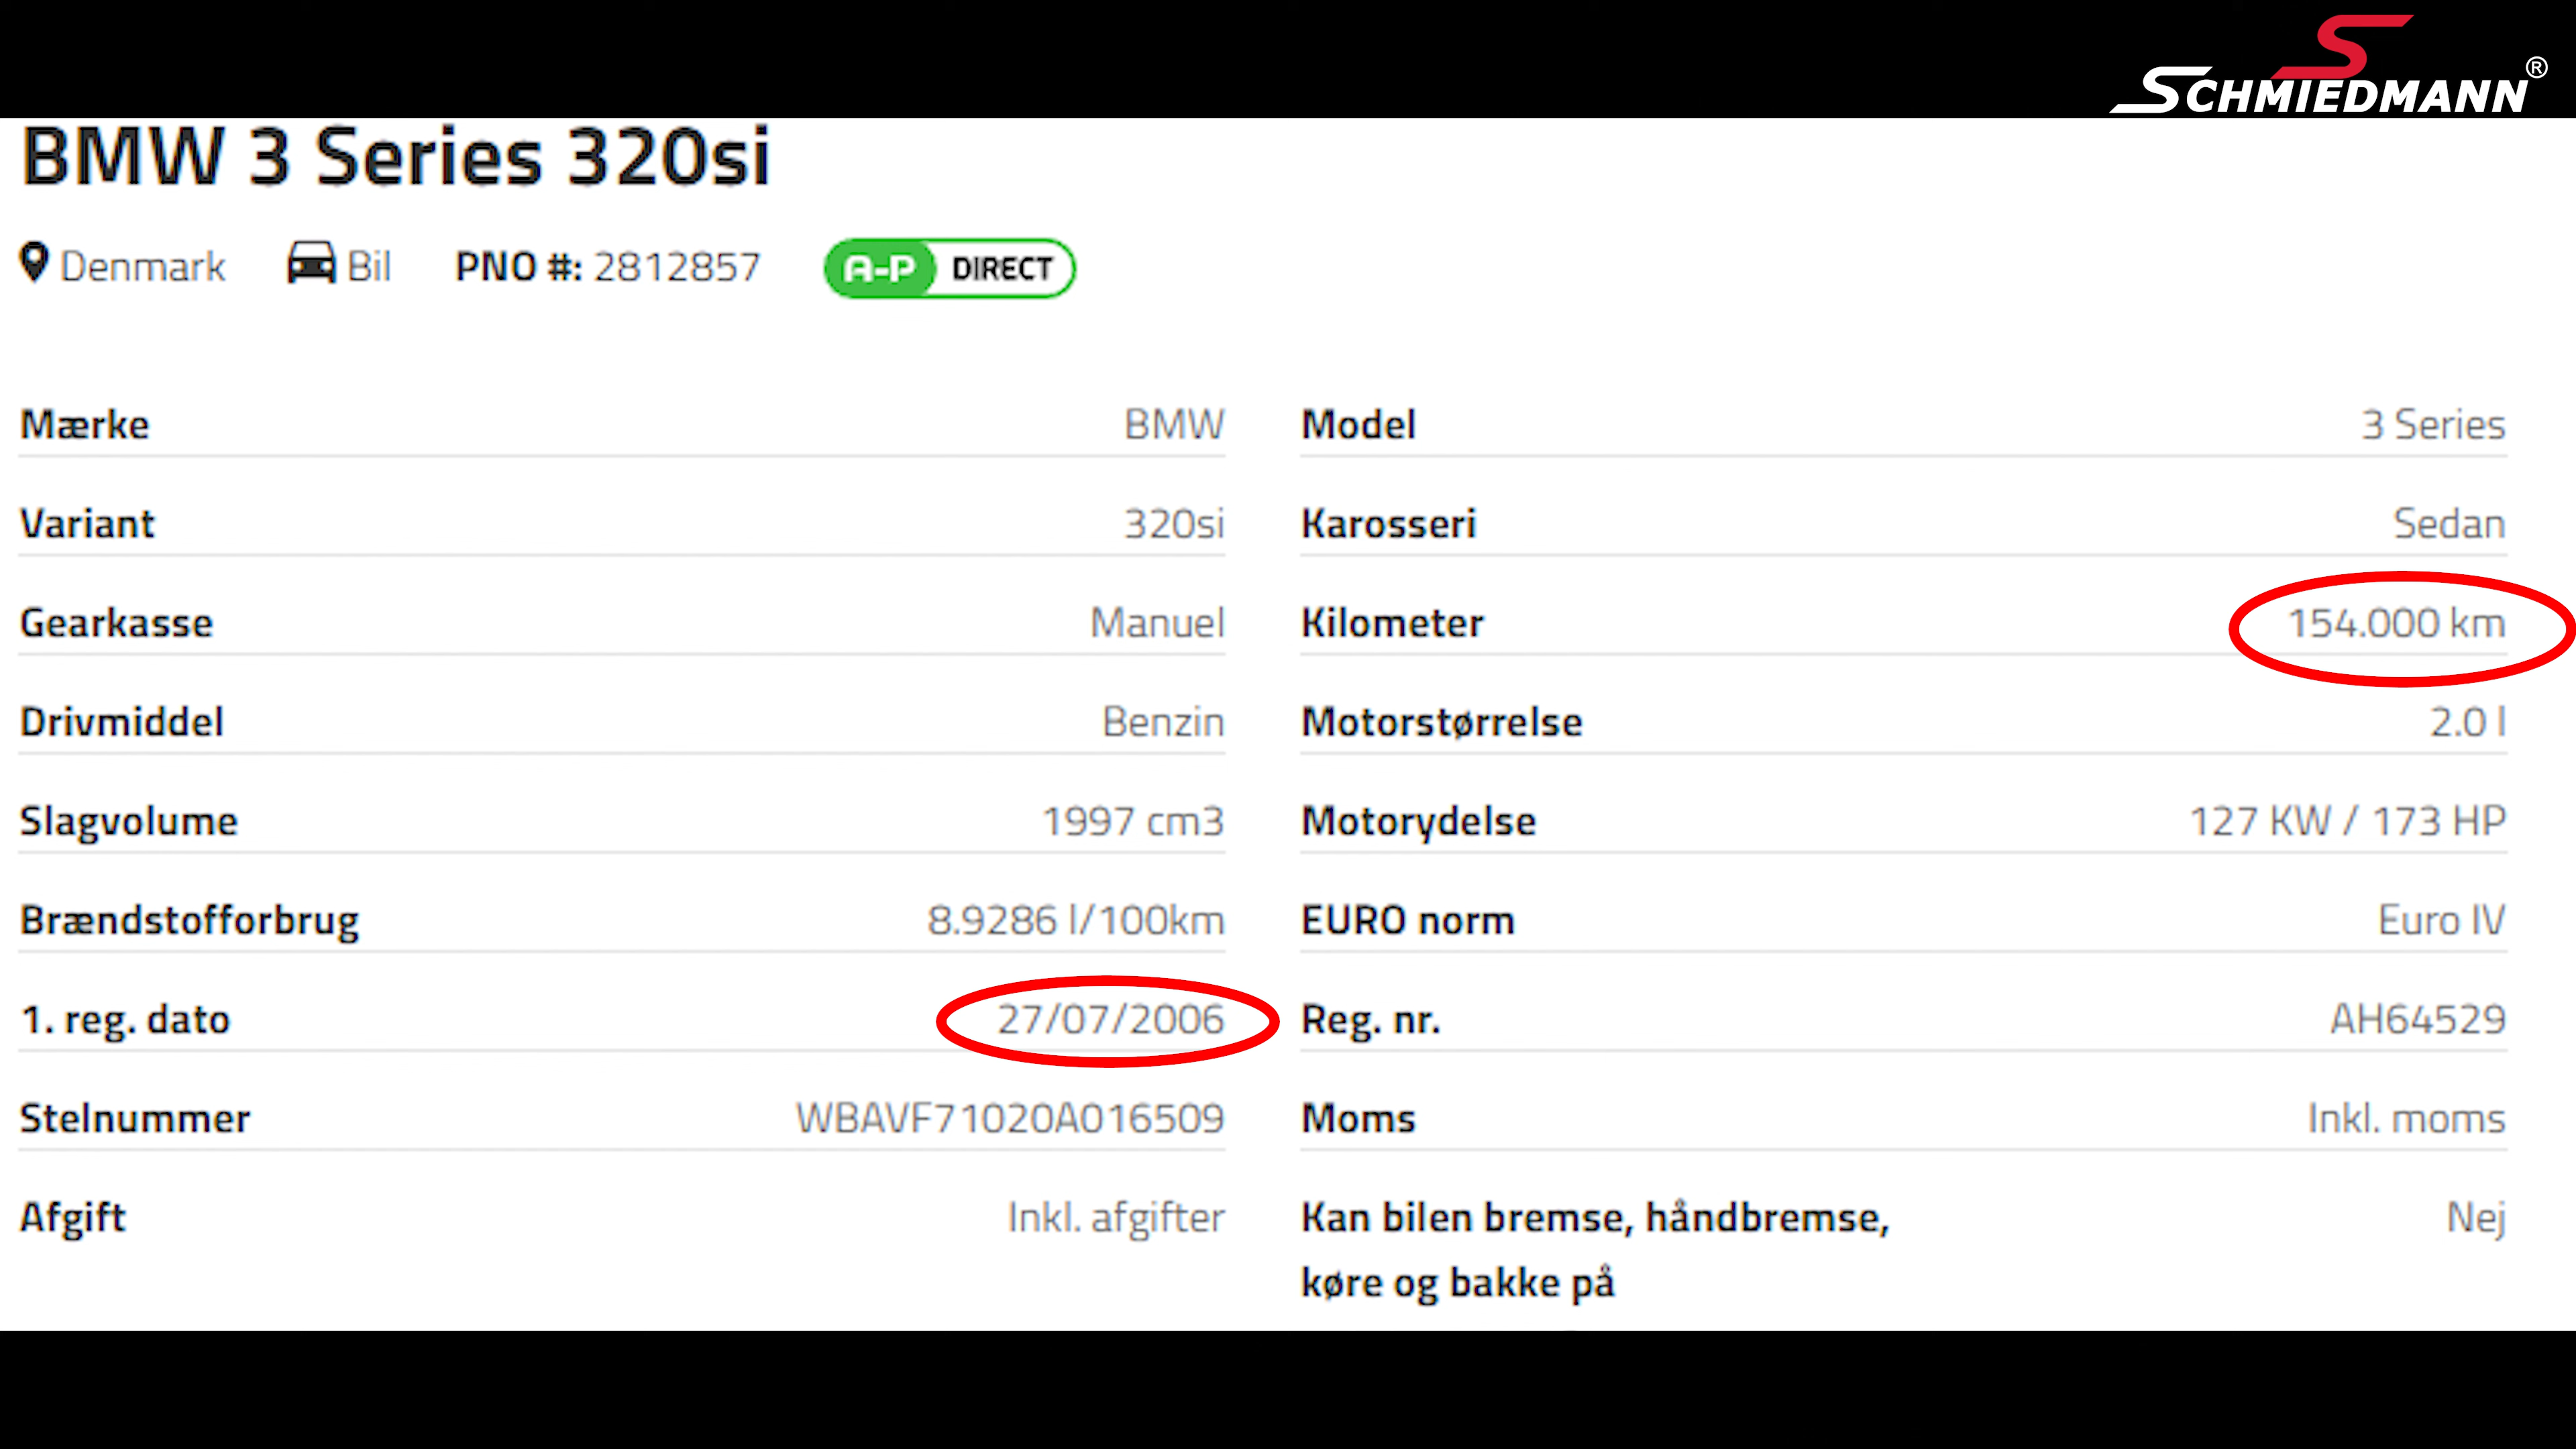 SCHMIEDMANN®
BMW 3 Series 320si
Denmark Bil PNO #: 2812857 A-P DIRECT
Mærke BMW Model 3 Series
Variant 320si Karosseri Sedan
Gearkasse Manuel Kilometer 154.000 km
Drivmiddel Benzin Motorstørrelse 2.0 l
Slagvolume 1997 cm3 Motorydelse 127 KW / 173 HP
Brændstofforbrug 8.9286 l/100km EURO norm Euro IV
1. reg. dato 27/07/2006 Reg. nr. AH64529
Stelnummer WBAVF71020A016509 Moms Inkl. moms
Afgift Inkl. afgifter Kan bilen bremse, håndbremse, Nej
køre og bakke på